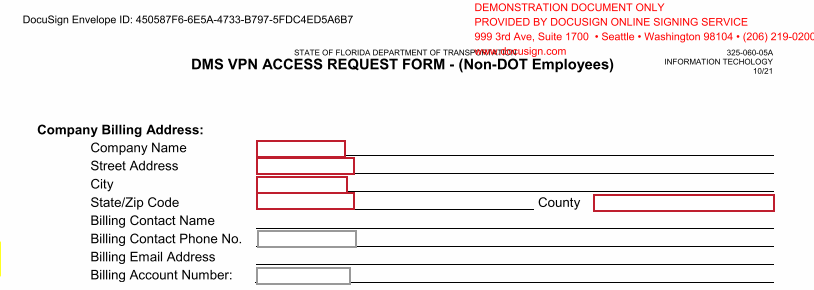 DocuSign Envelope ID: 450587F6-6E5A-4733-B797-5FDC4ED5A6B7
DEMONSTRATION DOCUMENT ONLY
PROVIDED BY DOCUSIGN ONLINE SIGNING SERVICE
999 3rd Ave, Suite 1700 • Seattle • Washington 98104 • (206) 219-0200
www.docusign.com
STATE OF FLORIDA DEPARTMENT OF TRANSPORTATION
DMS VPN ACCESS REQUEST FORM - (Non-DOT Employees)
325-060-05A
INFORMATION TECHOLOGY
10/21
Company Billing Address:
Company Name
Street Address
City
State/Zip Code County
Billing Contact Name
Billing Contact Phone No.
Billing Email Address
Billing Account Number: